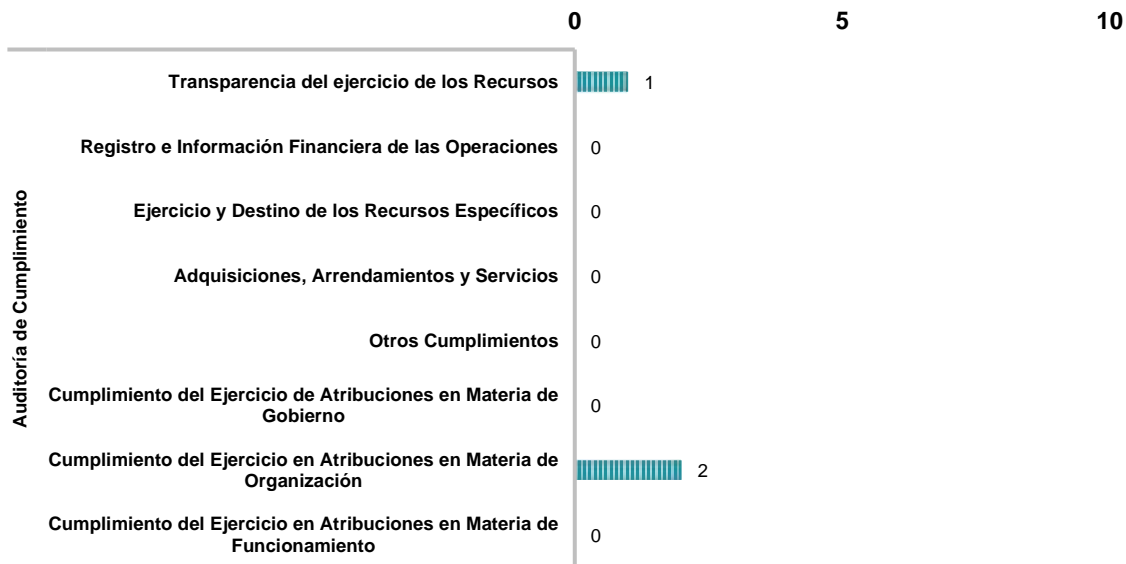 0 5 10
Auditoría de Cumplimiento
Transparencia del ejercicio de los Recursos 1
Registro e Información Financiera de las Operaciones 0
Ejercicio y Destino de los Recursos Específicos 0
Adquisiciones, Arrendamientos y Servicios 0
Otros Cumplimientos 0
Cumplimiento del Ejercicio de Atribuciones en Materia de
Gobierno 0
Cumplimiento del Ejercicio en Atribuciones en Materia de
Organización 2
Cumplimiento del Ejercicio en Atribuciones en Materia de
Funcionamiento 0